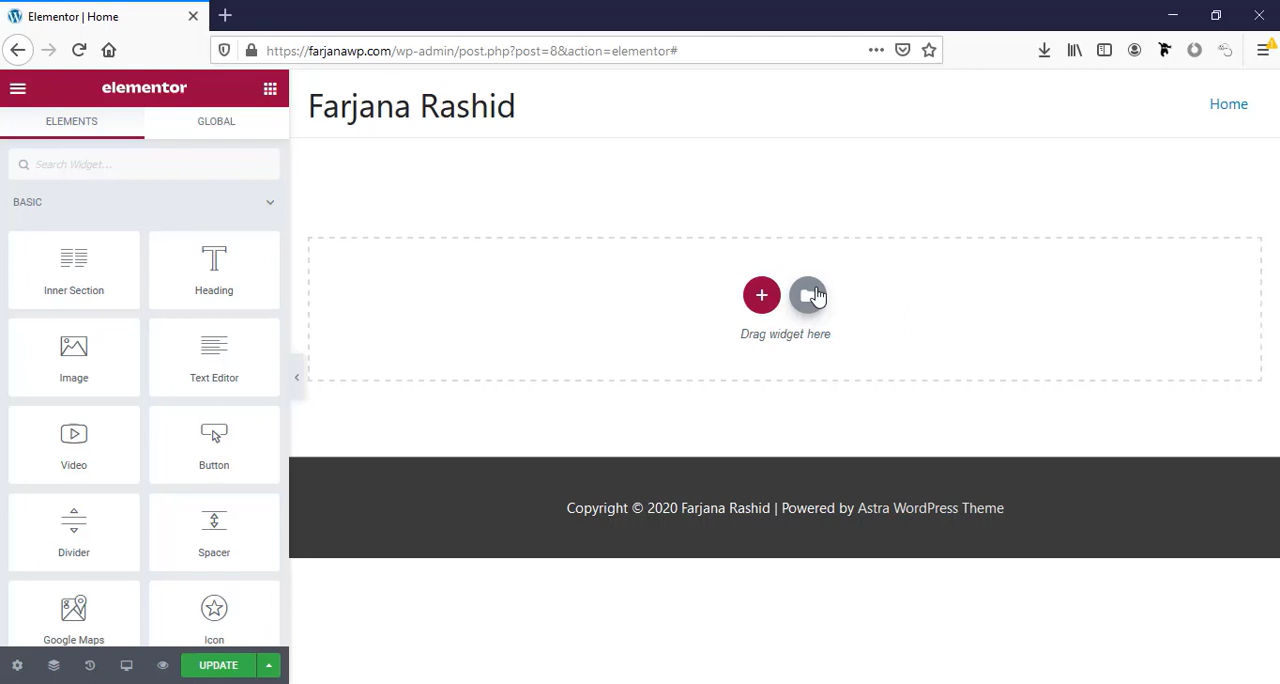 Elementor | Home
https://farjanawp.com/wp-admin/post.php?post=8&action=elementor#
elementor
ELEMENTS
GLOBAL
Search Widget...
BASIC
Inner Section
Heading
Image
Text Editor
Video
Button
Divider
Spacer
Google Maps
Icon
UPDATE
Farjana Rashid
Home
Drag widget here
Copyright © 2020 Farjana Rashid | Powered by Astra WordPress Theme